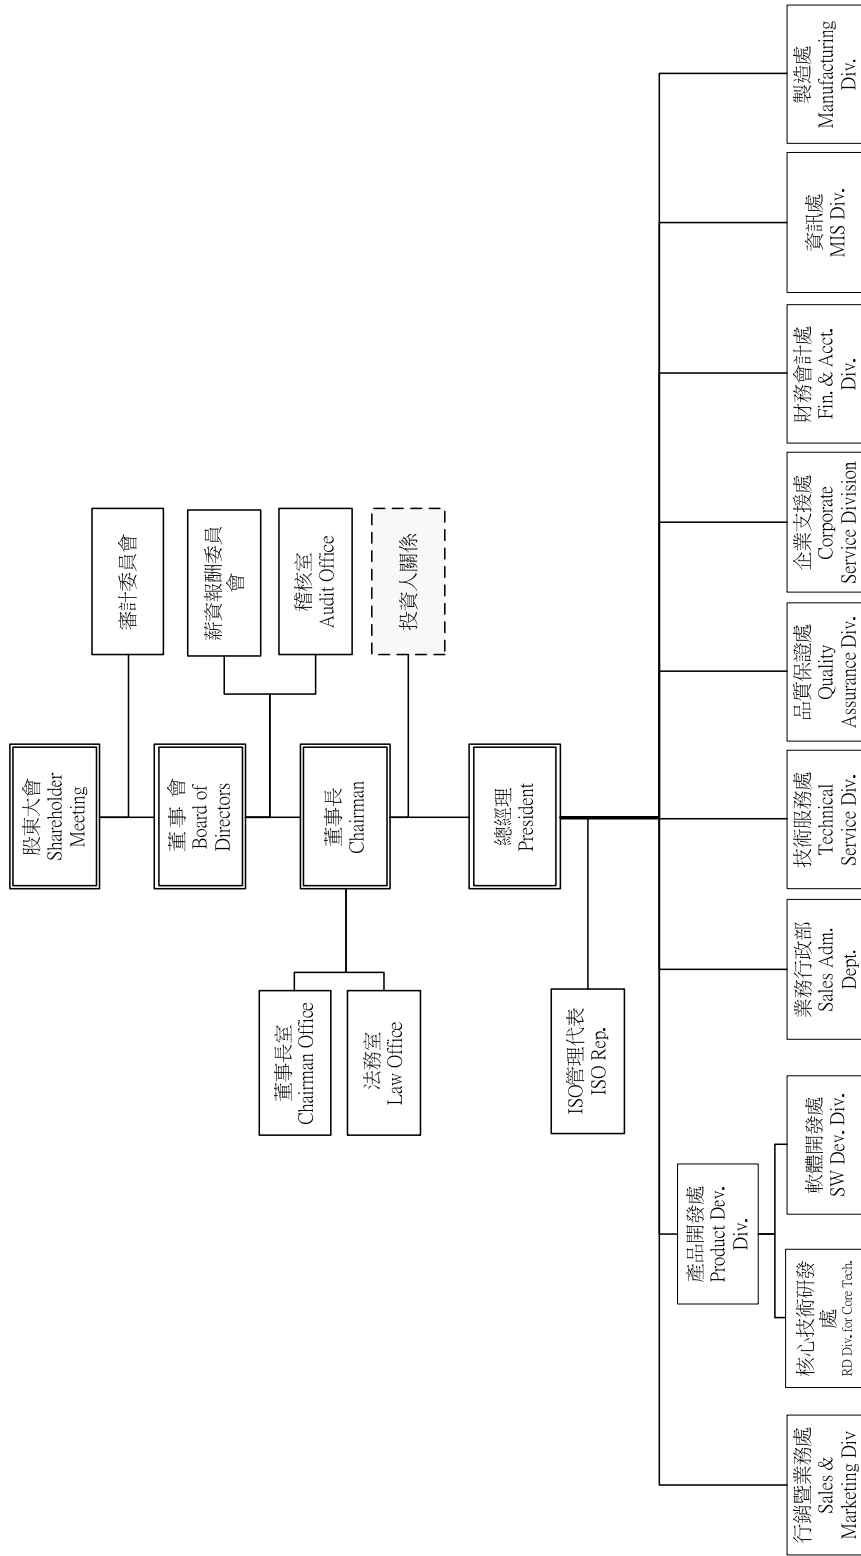 股東大會
Shareholder
Meeting
審計委員會
董 事 會
Board of
Directors
薪資報酬委員
會
稽核室
Audit Office
董事長
Chairman
董事長室
Chairman Office
法務室
Law Office
投資人關係
總經理
President
ISO管理代表
ISO Rep.
行銷暨業務處
Sales &
Marketing Div
產品開發處
Product Dev.
Div.
核心技術研發
處
RD Div. for Core Tech.
軟體開發處
SW Dev. Div.
業務行政部
Sales Adm.
Dept.
技術服務處
Technical
Service Div.
品質保證處
Quality
Assurance Div.
企業支援處
Corporate
Service Division
財務會計處
Fin. & Acct.
Div.
資訊處
MIS Div.
製造處
Manufacturing
Div.